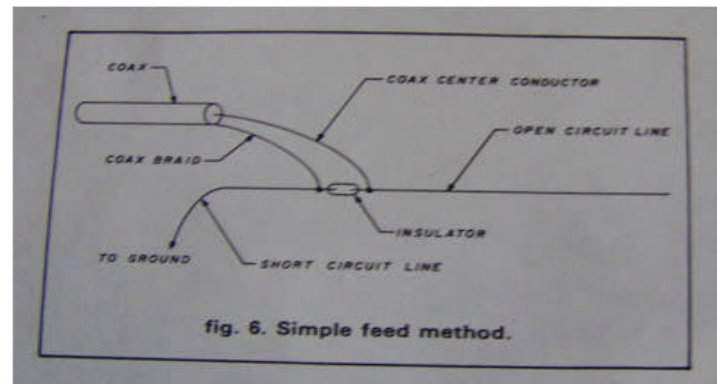 COAX
COAX CENTER CONDUCTOR
OPEN CIRCUIT LINE
COAX BRAID
INSULATOR
TO GROUND
SHORT CIRCUIT LINE
fig. 6. Simple feed method.